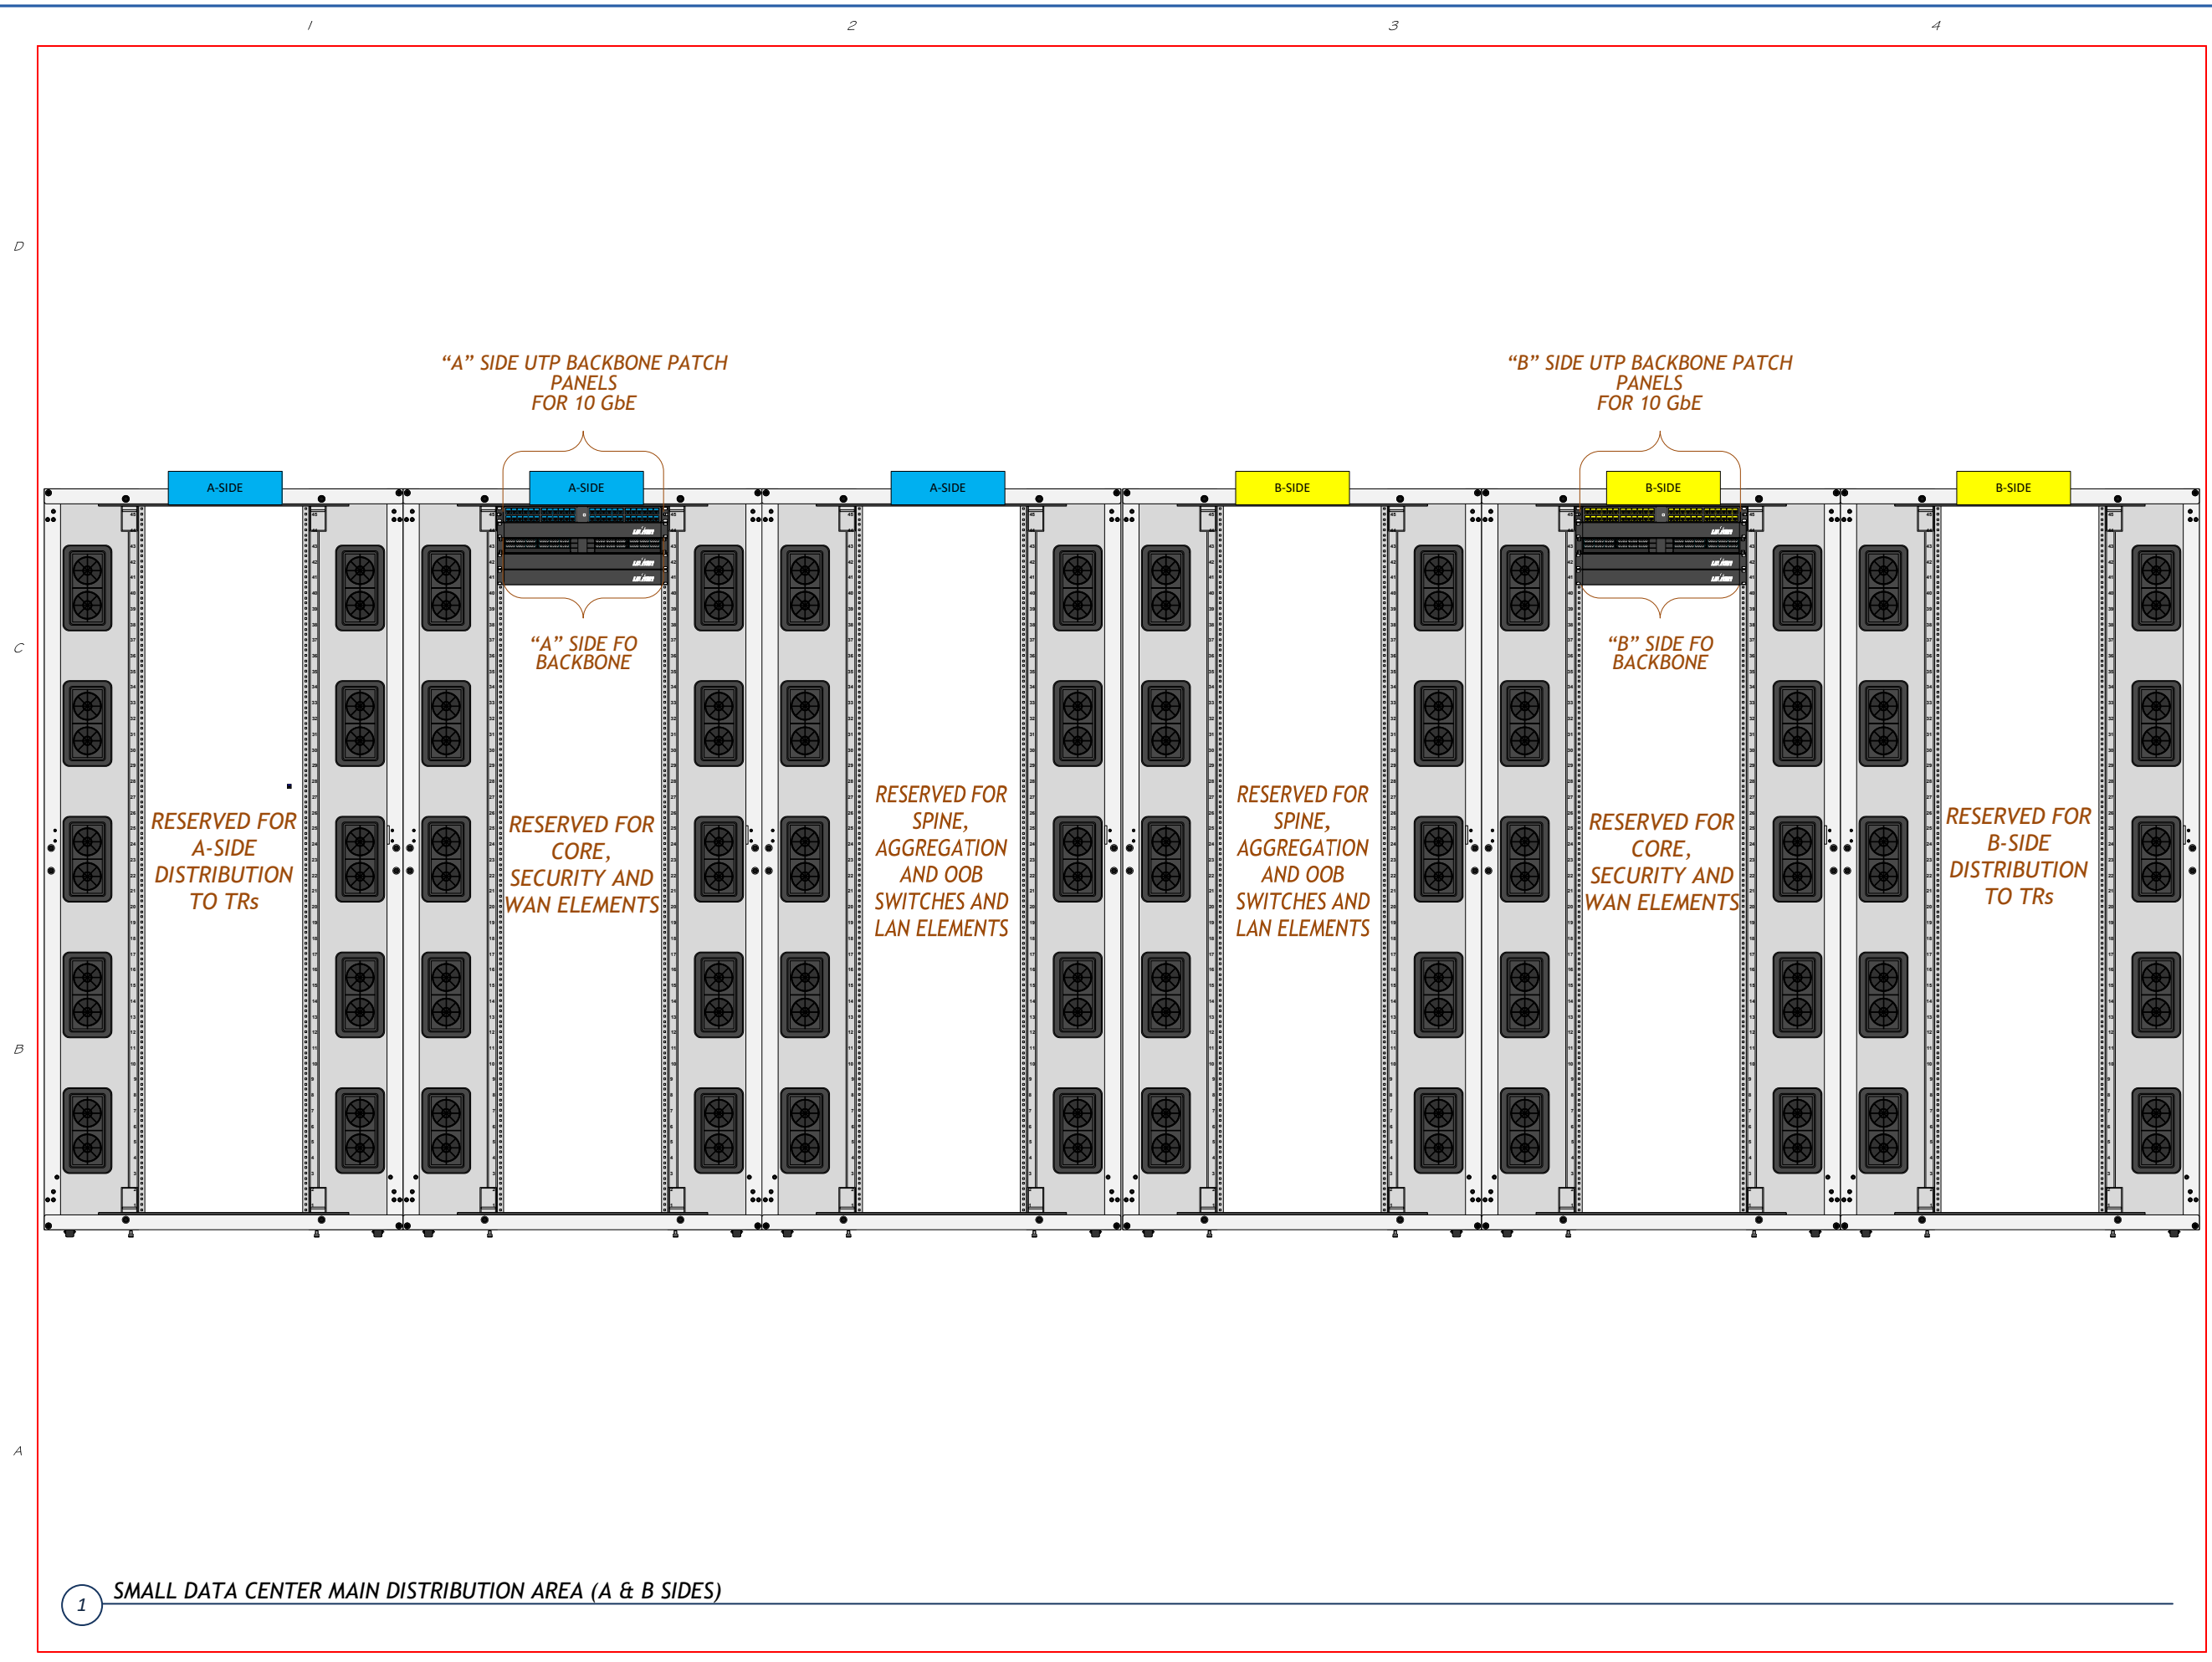 1
2
3
4
D
C
B
A
“A” SIDE UTP BACKBONE PATCH
PANELS
FOR 10 GbE
“B” SIDE UTP BACKBONE PATCH
PANELS
FOR 10 GbE
A-SIDE
A-SIDE
A-SIDE
B-SIDE
B-SIDE
B-SIDE
“A” SIDE FO
BACKBONE
“B” SIDE FO
BACKBONE
RESERVED FOR
A-SIDE
DISTRIBUTION
TO TRs
RESERVED FOR
CORE,
SECURITY AND
WAN ELEMENTS
RESERVED FOR
SPINE,
AGGREGATION
AND OOB
SWITCHES AND
LAN ELEMENTS
RESERVED FOR
SPINE,
AGGREGATION
AND OOB
SWITCHES AND
LAN ELEMENTS
RESERVED FOR
CORE,
SECURITY AND
WAN ELEMENTS
RESERVED FOR
B-SIDE
DISTRIBUTION
TO TRs
1
SMALL DATA CENTER MAIN DISTRIBUTION AREA (A & B SIDES)